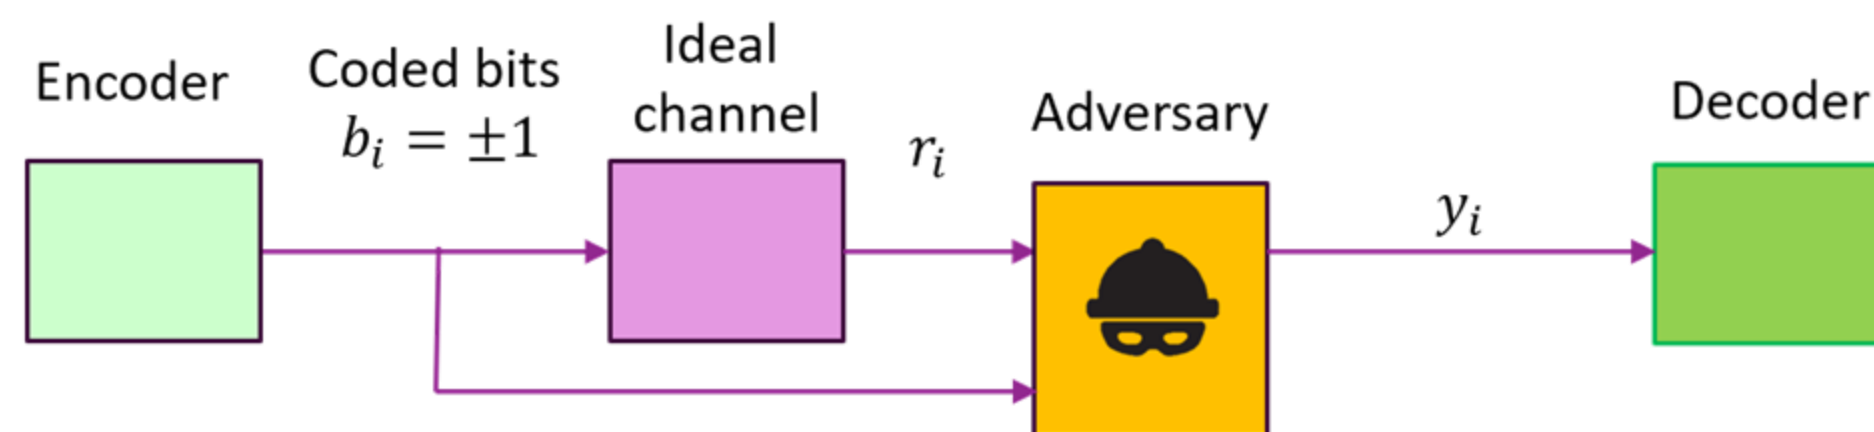 Encoder
Coded bits
b_i = ±1
Ideal
channel
r_i
Adversary
y_i
Decoder